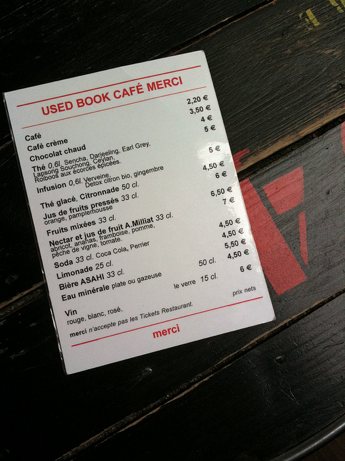 USED BOOK CAFÉ MERCI
Café 2,20 €
Café crème 3,50 €
Chocolat chaud 4 €
Thé 0,6l. Sencha, Darjeeling, Earl Grey, 5 €
Lapsong Souchong, Ceylan,
Roiboos aux écorces épicées.
Infusion 0,6l. Verveine, 5 €
Détox citron bio, gingembre
Thé glacé. Citronnade 50 cl. 4,50 €
Jus de fruits pressés 33 cl. 6 €
orange, pamplemousse
Fruits mixées 33 cl. 6,50 €
Nectar et jus de fruit A.Milliat 33 cl. 7 €
abricot, ananas, framboise, pomme,
pêche de vigne, tomate.
Soda 33 cl. Coca Cola, Perrier 4,50 €
Limonade 25 cl. 4,50 €
Bière ASAHI 33 cl. 5,50 €
Eau minérale plate ou gazeuse 50 cl. 4,50 €
Vin le verre 15 cl. 6 €
rouge, blanc, rosé.
merci n'accepte pas les Tickets Restaurant. prix nets
merci